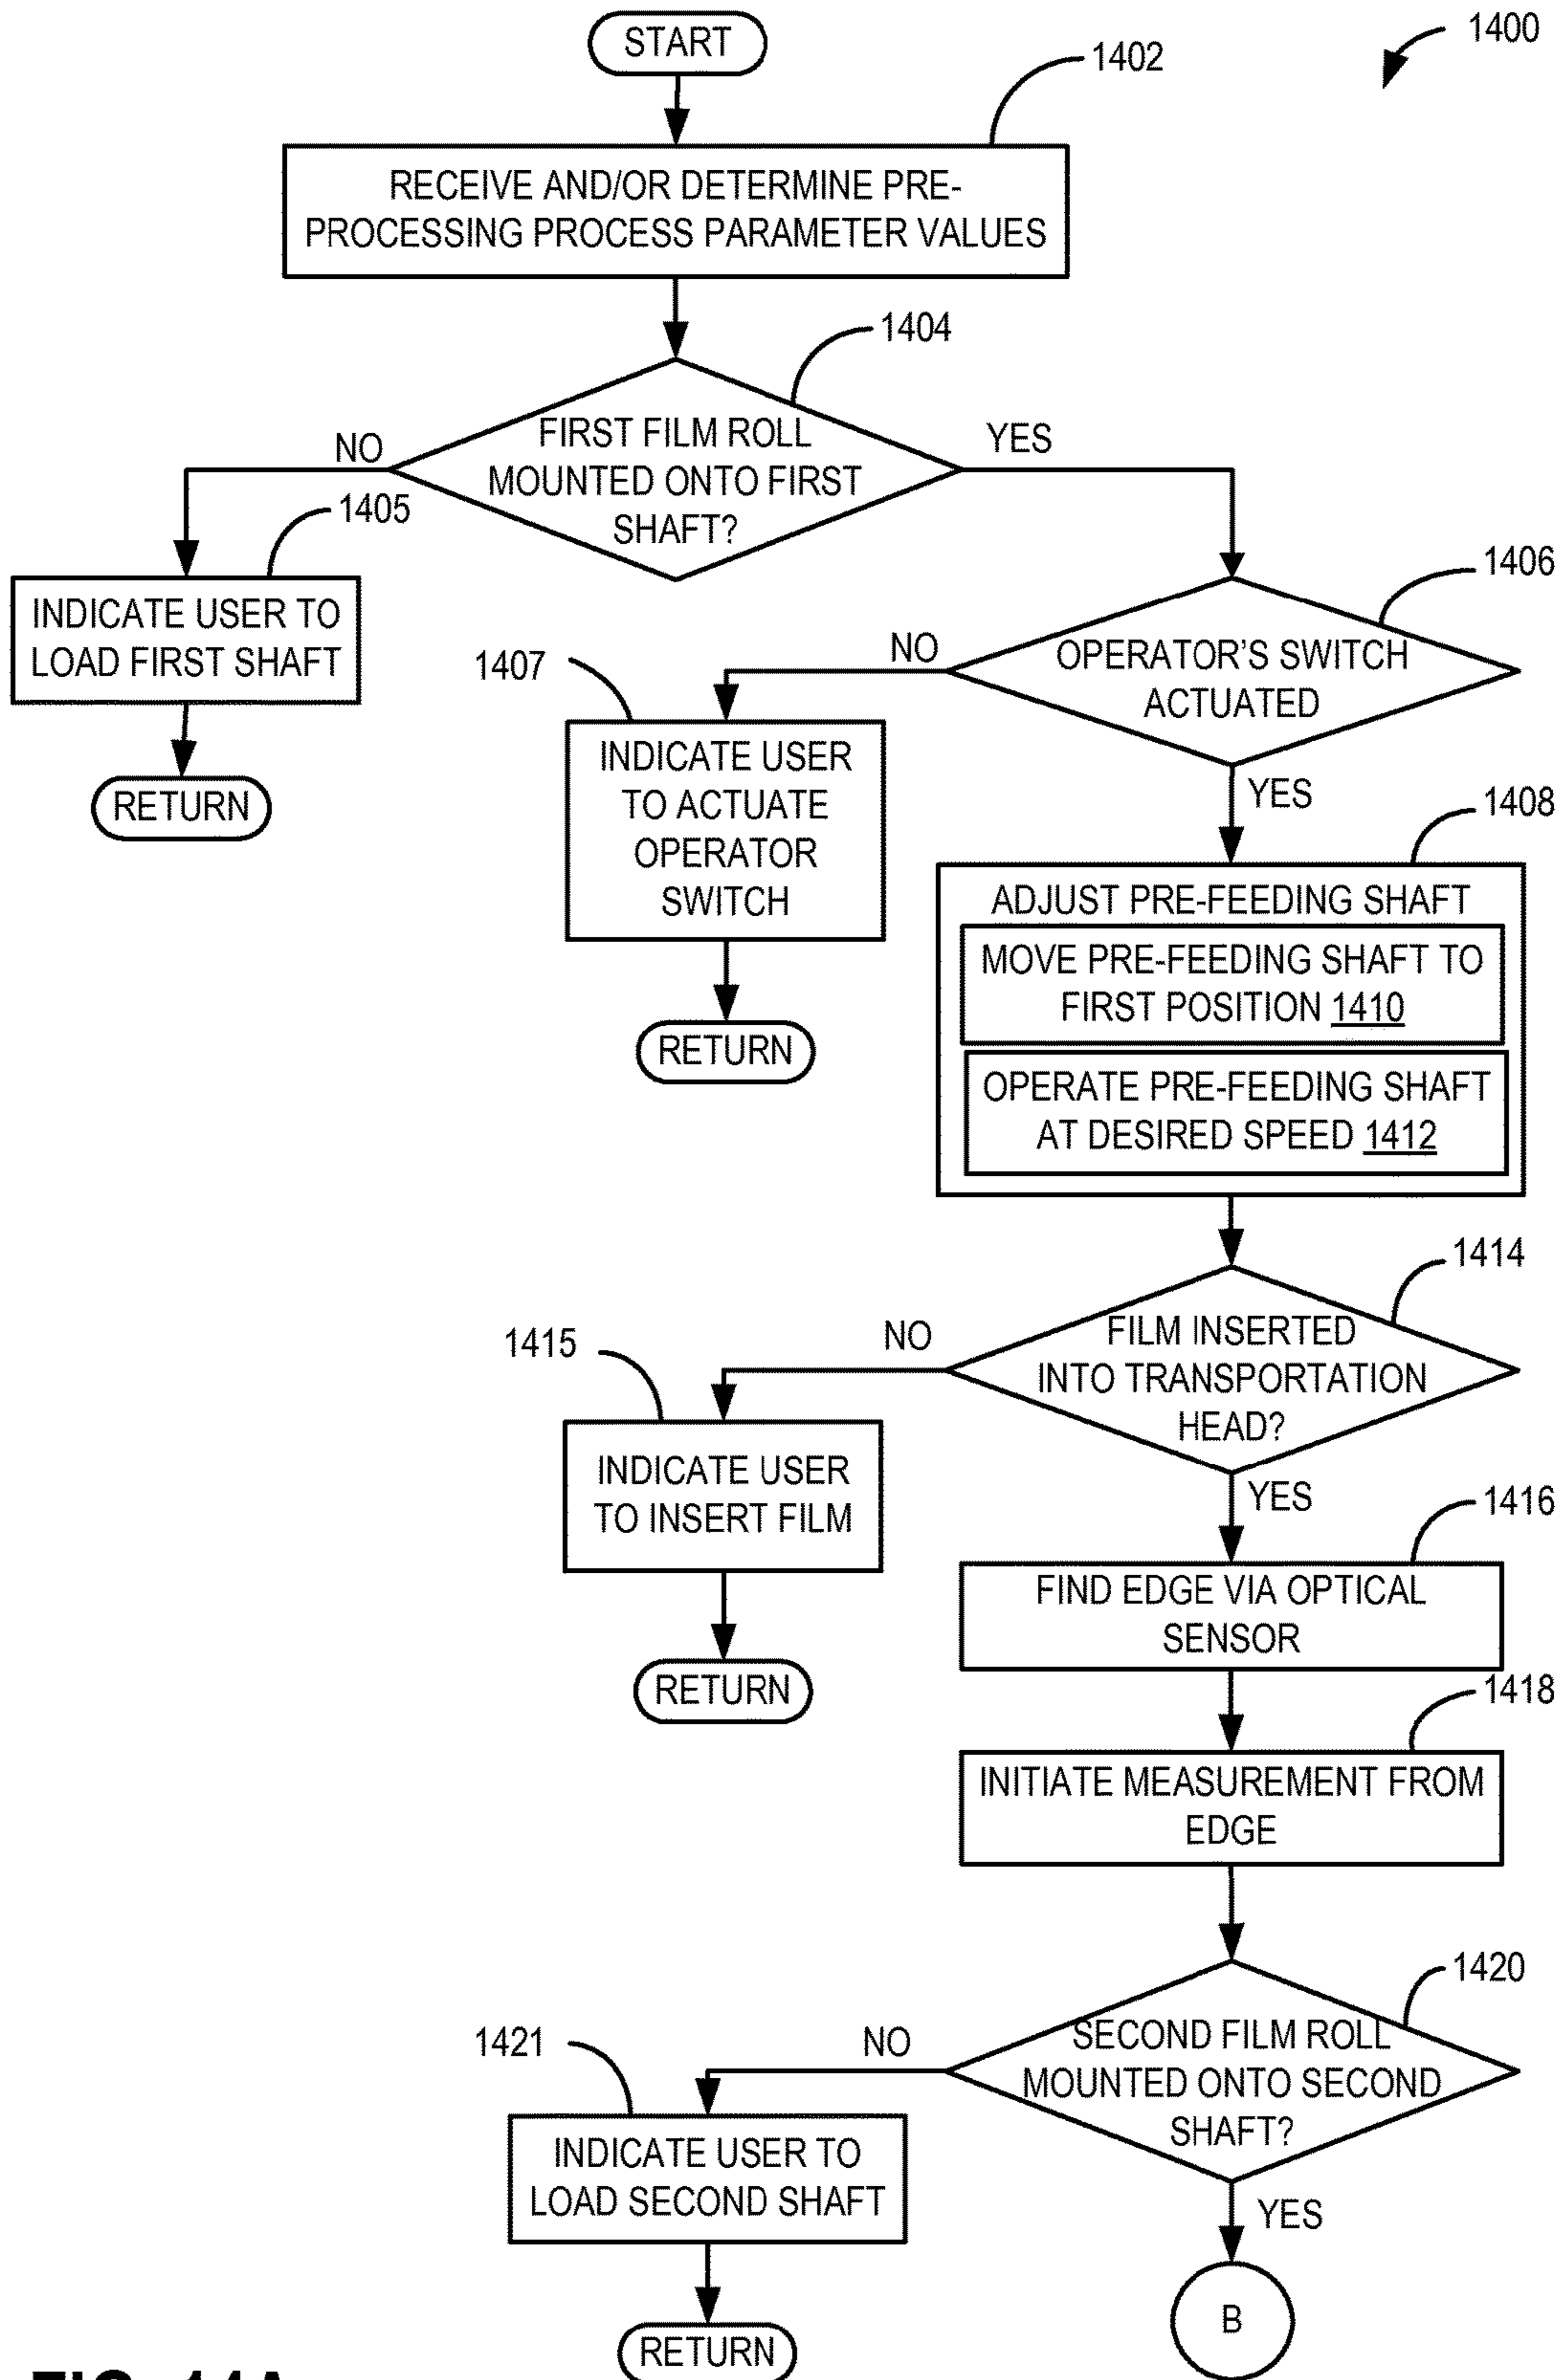 START
1400
1402
RECEIVE AND/OR DETERMINE PRE-
PROCESSING PROCESS PARAMETER VALUES
1404
FIRST FILM ROLL
MOUNTED ONTO FIRST
SHAFT?
NO
YES
1405
INDICATE USER TO
LOAD FIRST SHAFT
RETURN
1406
OPERATOR'S SWITCH
ACTUATED
NO
YES
1407
INDICATE USER
TO ACTUATE
OPERATOR
SWITCH
RETURN
1408
ADJUST PRE-FEEDING SHAFT
MOVE PRE-FEEDING SHAFT TO
FIRST POSITION 1410
OPERATE PRE-FEEDING SHAFT
AT DESIRED SPEED 1412
1414
FILM INSERTED
INTO TRANSPORTATION
HEAD?
NO
YES
1415
INDICATE USER
TO INSERT FILM
RETURN
1416
FIND EDGE VIA OPTICAL
SENSOR
1418
INITIATE MEASUREMENT FROM
EDGE
1420
SECOND FILM ROLL
MOUNTED ONTO SECOND
SHAFT?
NO
YES
1421
INDICATE USER TO
LOAD SECOND SHAFT
RETURN
B